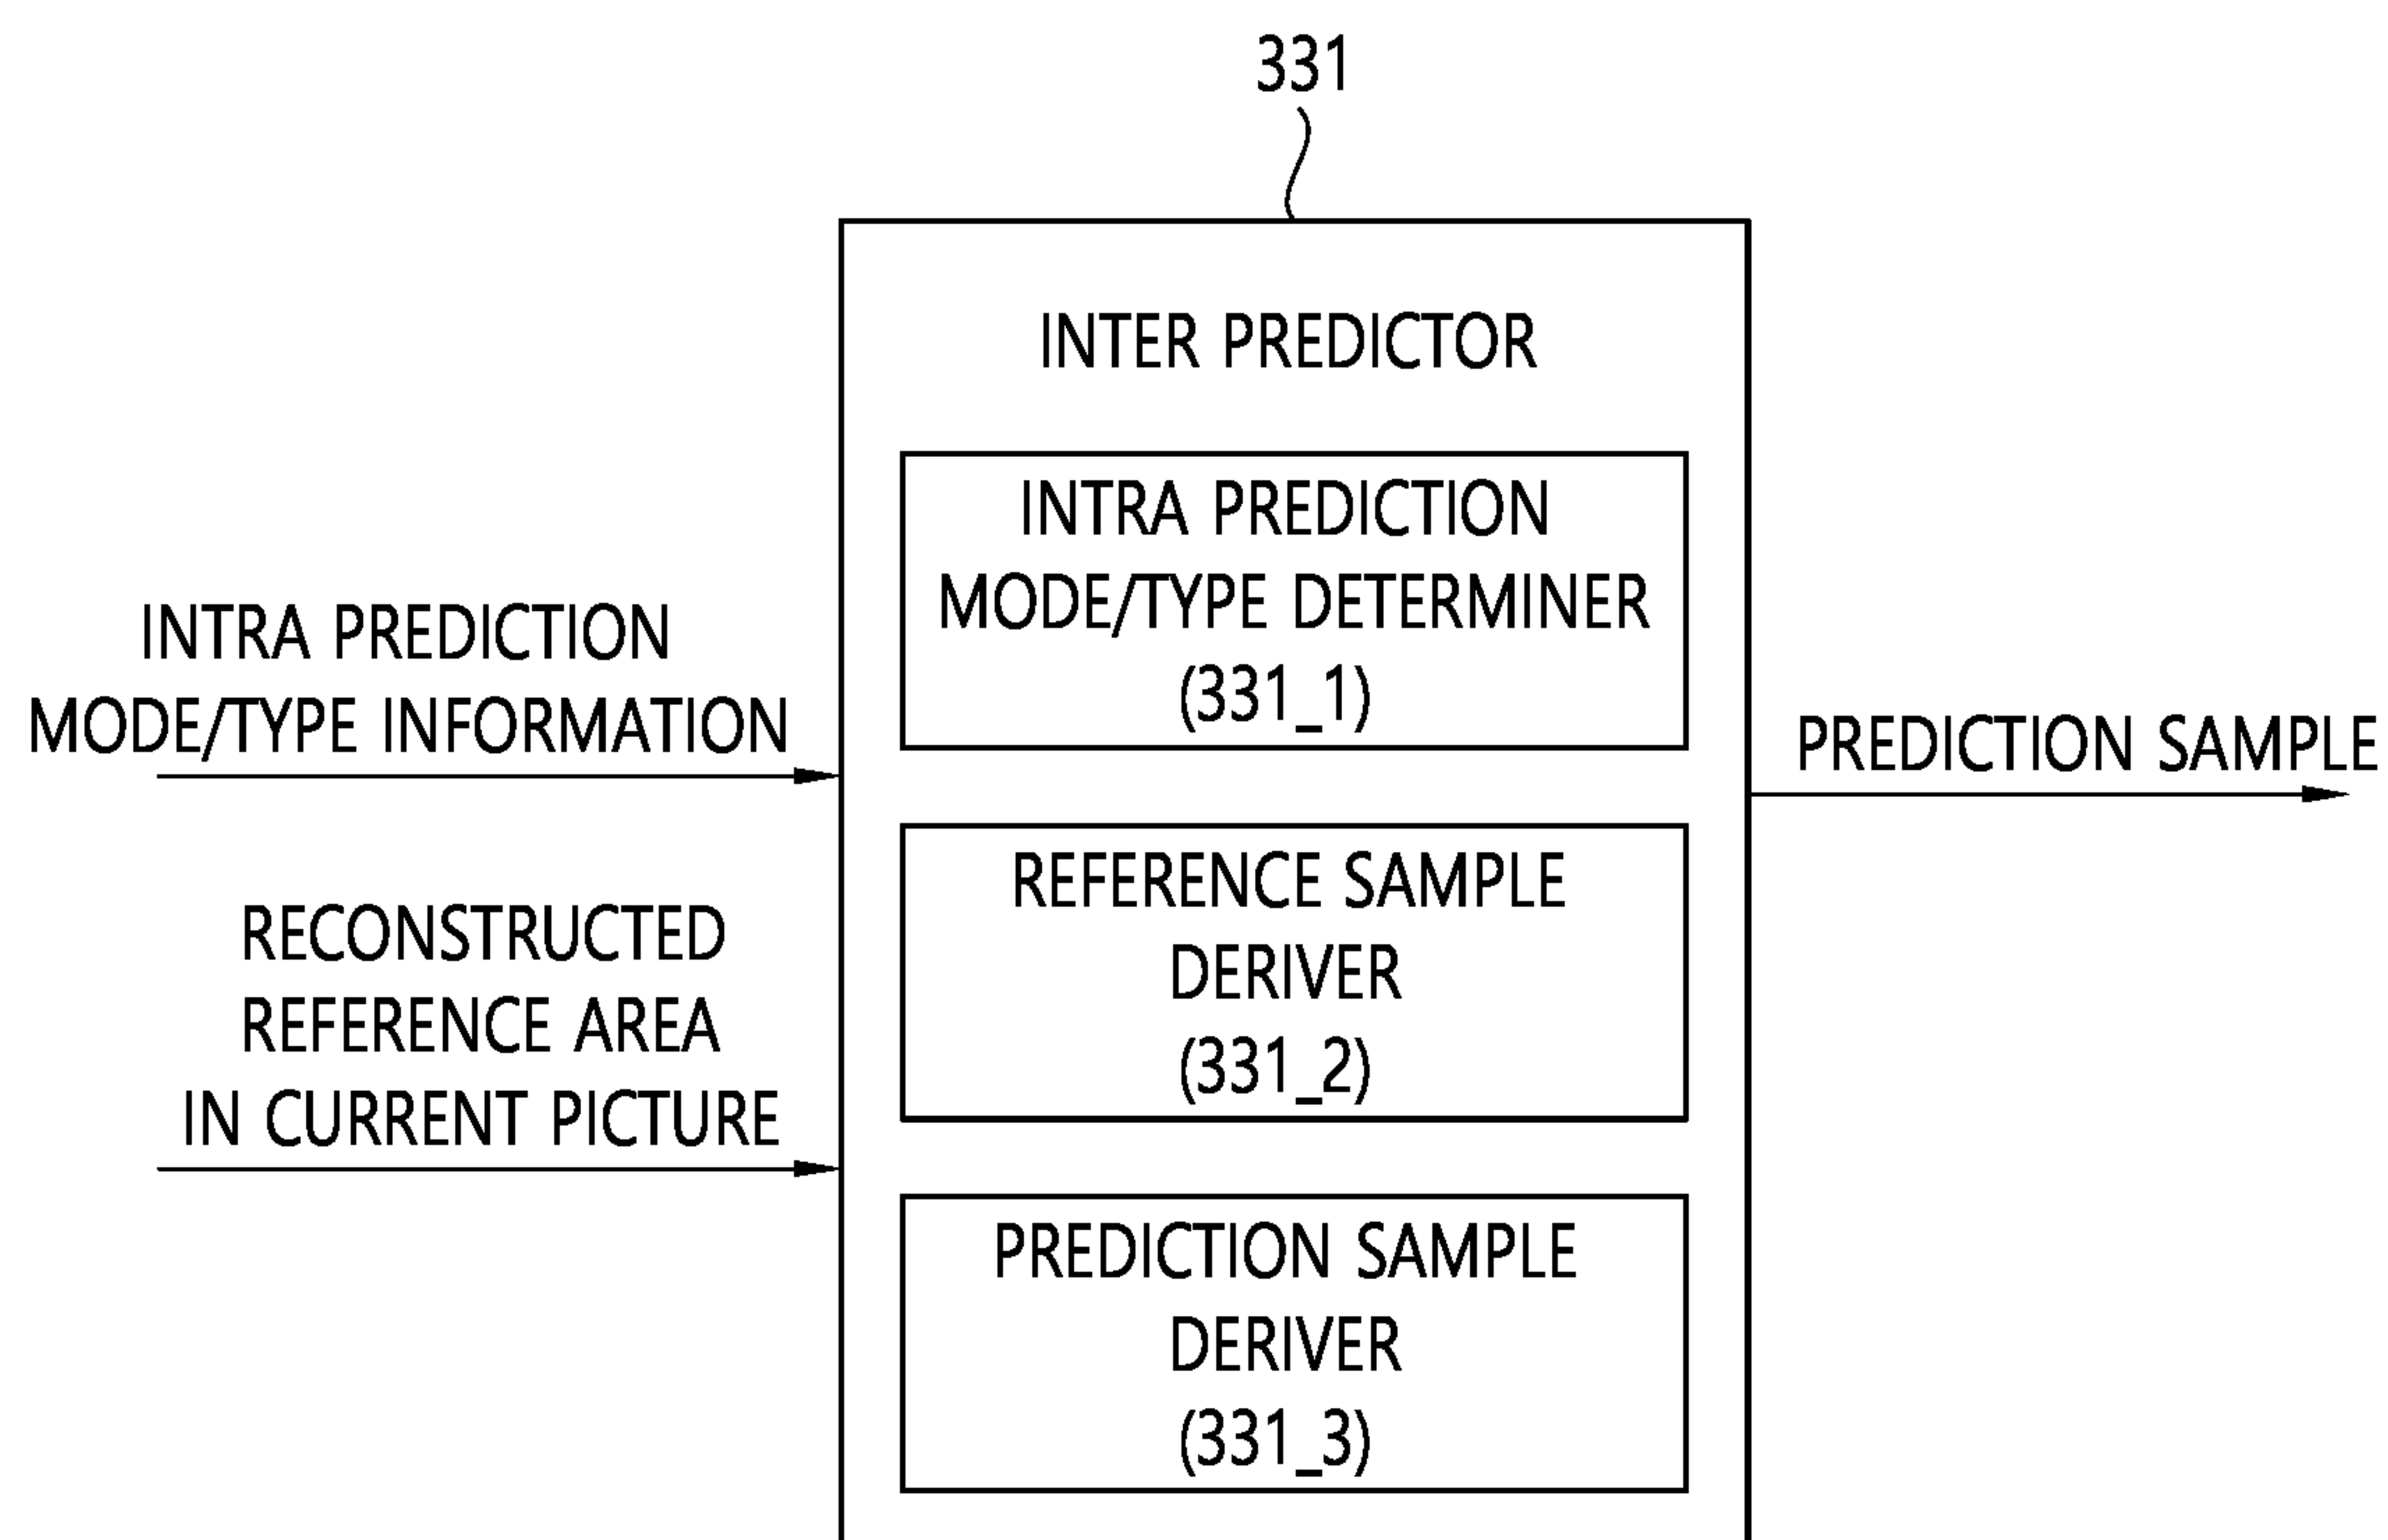 331
INTER PREDICTOR
INTRA PREDICTION
MODE/TYPE DETERMINER
(331_1)
INTRA PREDICTION
MODE/TYPE INFORMATION
PREDICTION SAMPLE
REFERENCE SAMPLE
DERIVER
(331_2)
RECONSTRUCTED
REFERENCE AREA
IN CURRENT PICTURE
PREDICTION SAMPLE
DERIVER
(331_3)